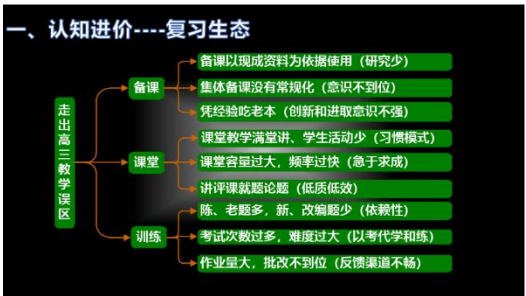 一、认知进价----复习生态
走出高三教学误区
备课
备课以现成资料为依据使用（研究少）
集体备课没有常规化（意识不到位）
凭经验吃老本（创新和进取意识不强）
课堂
课堂教学满堂讲、学生活动少（习惯模式）
课堂容量过大，频率过快（急于求成）
讲评课就题论题（低质低效）
训练
陈、老题多，新、改编题少（依赖性）
考试次数过多，难度过大（以考代学和练）
作业量大，批改不到位（反馈渠道不畅）